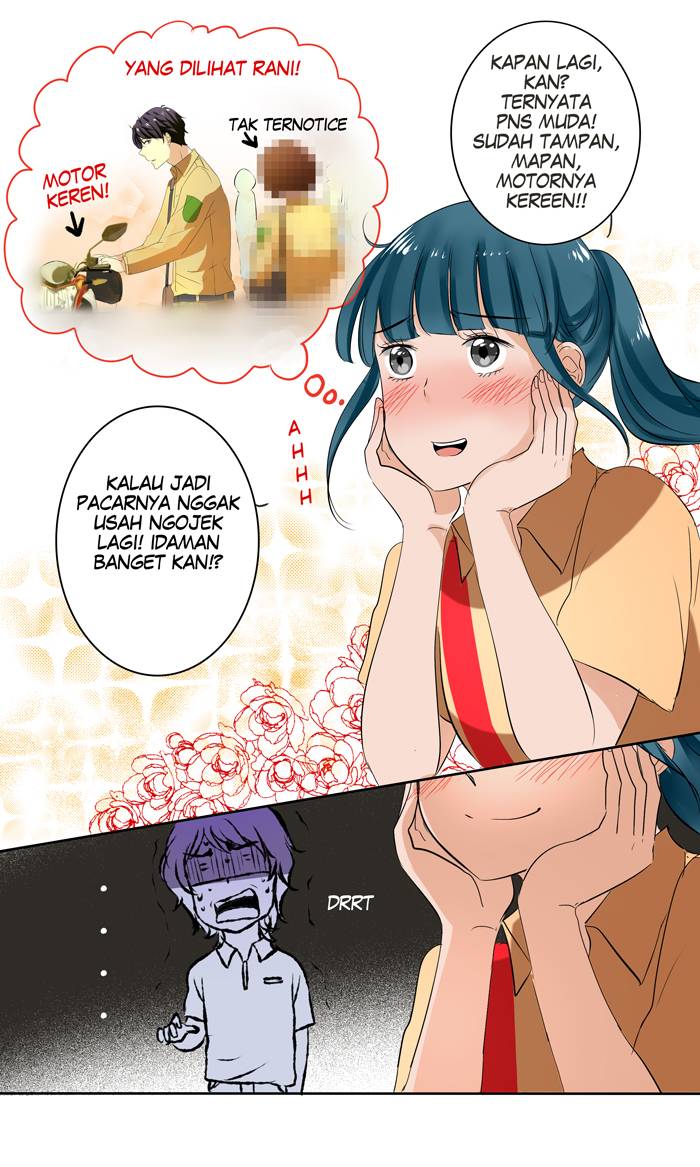 YANG DILIHAT RANI!
TAK TERNOTICE
MOTOR
KEREN!
KAPAN LAGI,
KAN?
TERNYATA
PNS MUDA!
SUDAH TAMPAN,
MAPAN,
MOTORNYA
KEREEN!!
AHHH
KALAU JADI
PACARNYA NGGAK
USAH NGOJEK
LAGI! IDAMAN
BANGET KAN!?
DRRT